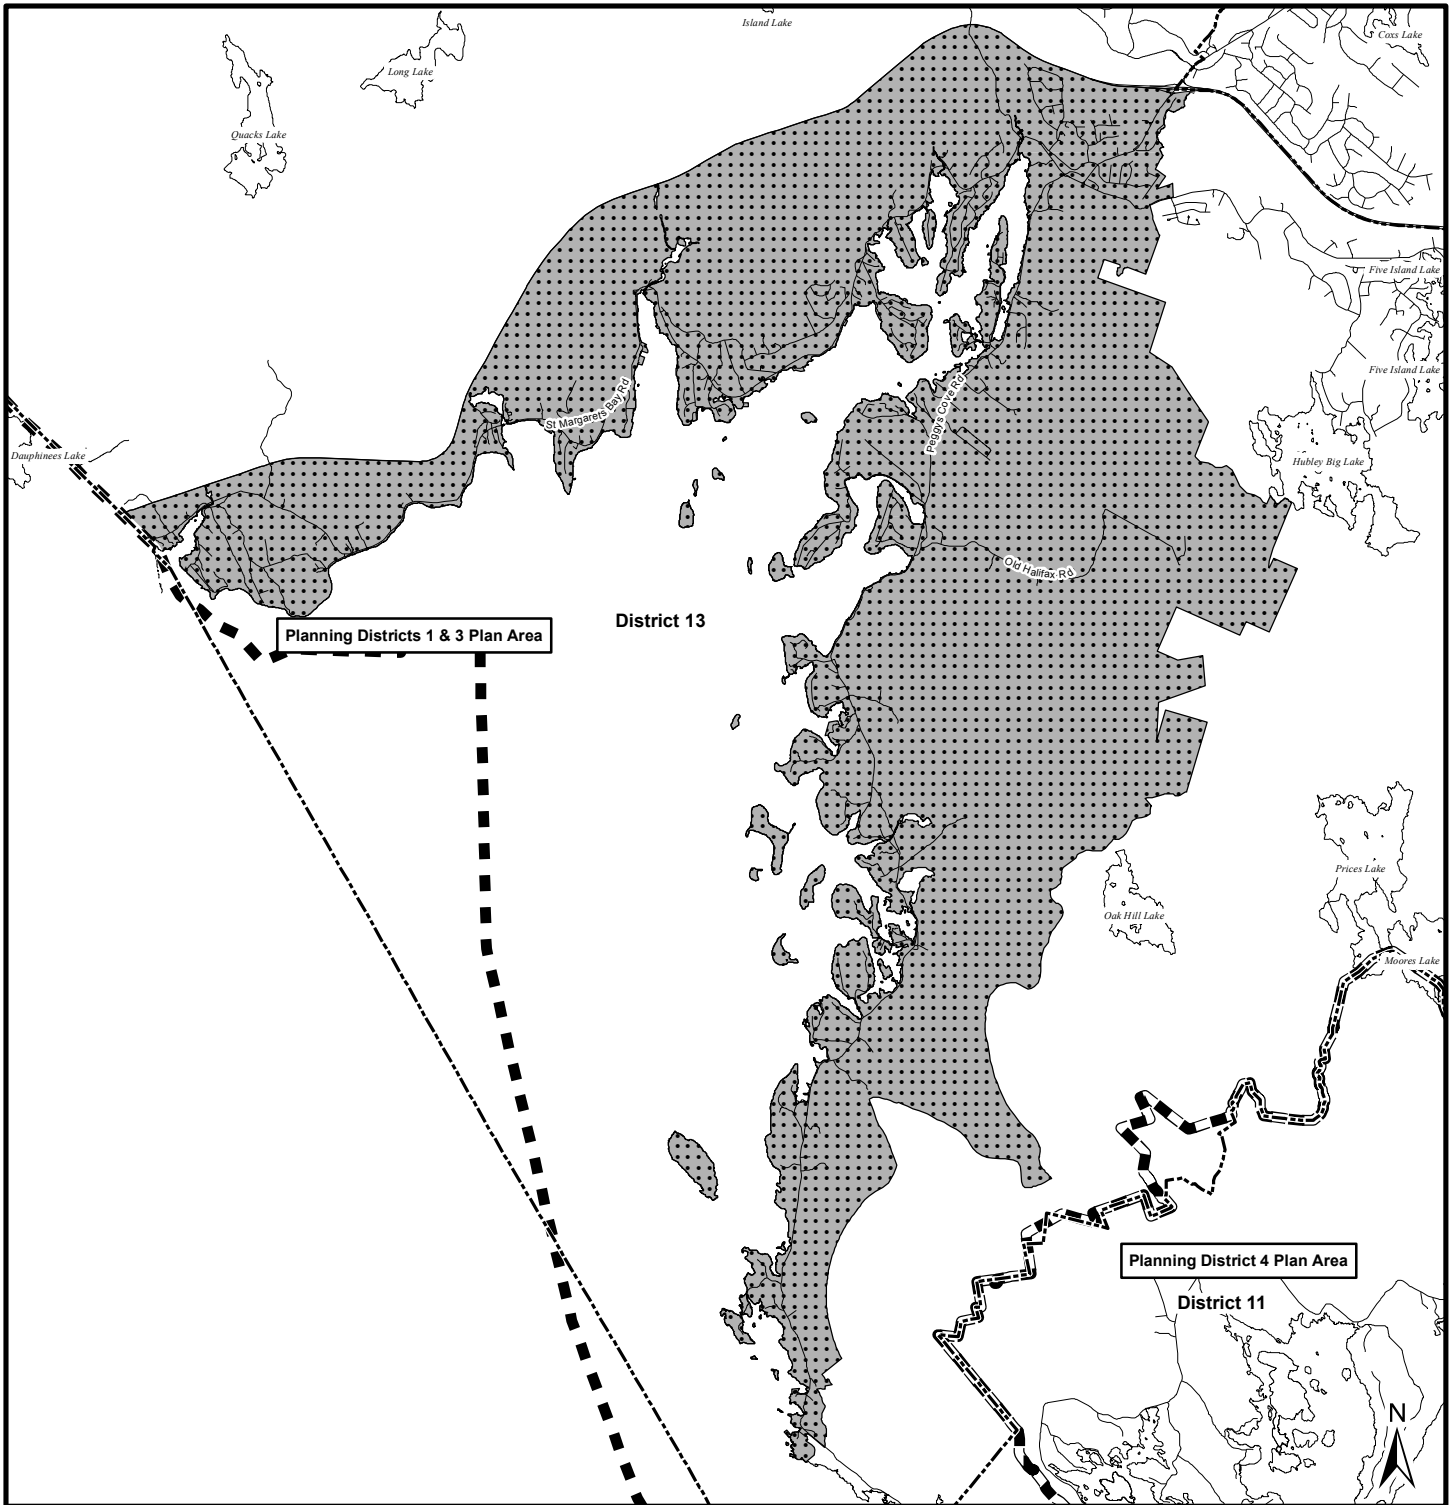 Island Lake
Coxs Lake
Long Lake
Quacks Lake
Five Island Lake
Five Island Lake
Peggys Cove Rd
St Margarets Bay Rd
Dauphinees Lake
Hubley Big Lake
Old Halifax Rd
District 13
Planning Districts 1 & 3 Plan Area
Prices Lake
Oak Hill Lake
Moores Lake
Planning District 4 Plan Area
District 11
N